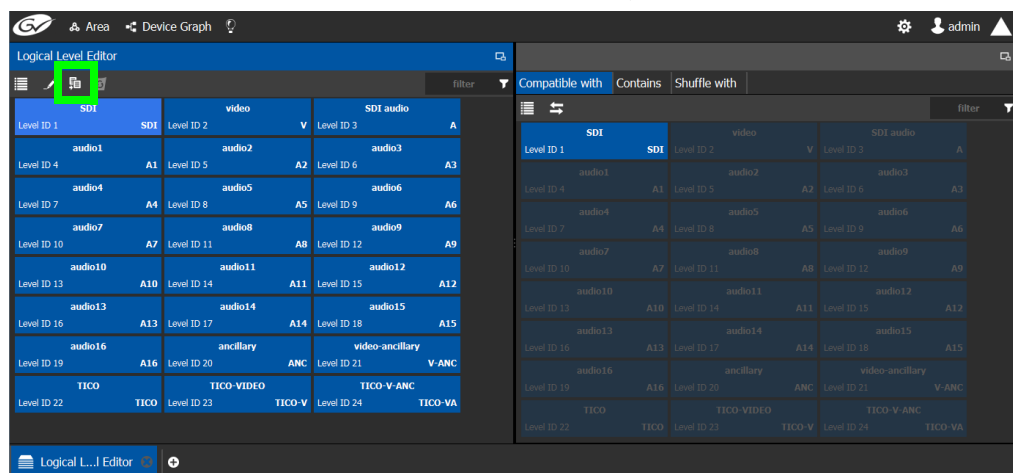 GV Area Device Graph admin
Logical Level Editor
filter
Compatible with Contains Shuffle with
filter
SDI video SDI audio
Level ID 1 SDI Level ID 2 V Level ID 3 A
audio1 audio2 audio3
Level ID 4 A1 Level ID 5 A2 Level ID 6 A3
audio4 audio5 audio6
Level ID 7 A4 Level ID 8 A5 Level ID 9 A6
audio7 audio8 audio9
Level ID 10 A7 Level ID 11 A8 Level ID 12 A9
audio10 audio11 audio12
Level ID 13 A10 Level ID 14 A11 Level ID 15 A12
audio13 audio14 audio15
Level ID 16 A13 Level ID 17 A14 Level ID 18 A15
audio16 ancillary video-ancillary
Level ID 19 A16 Level ID 20 ANC Level ID 21 V-ANC
TICO TICO-VIDEO TICO-V-ANC
Level ID 22 TICO Level ID 23 TICO-V Level ID 24 TICO-VA
SDI video SDI audio
Level ID 1 SDI Level ID 2 V Level ID 3 A
audio1 audio2 audio3
Level ID 4 A1 Level ID 5 A2 Level ID 6 A3
audio4 audio5 audio6
Level ID 7 A4 Level ID 8 A5 Level ID 9 A6
audio7 audio8 audio9
Level ID 10 A7 Level ID 11 A8 Level ID 12 A9
audio10 audio11 audio12
Level ID 13 A10 Level ID 14 A11 Level ID 15 A12
audio13 audio14 audio15
Level ID 16 A13 Level ID 17 A14 Level ID 18 A15
audio16 ancillary video-ancillary
Level ID 19 A16 Level ID 20 ANC Level ID 21 V-ANC
TICO TICO-VIDEO TICO-V-ANC
Level ID 22 TICO Level ID 23 TICO-V Level ID 24 TICO-VA
Logical L...l Editor